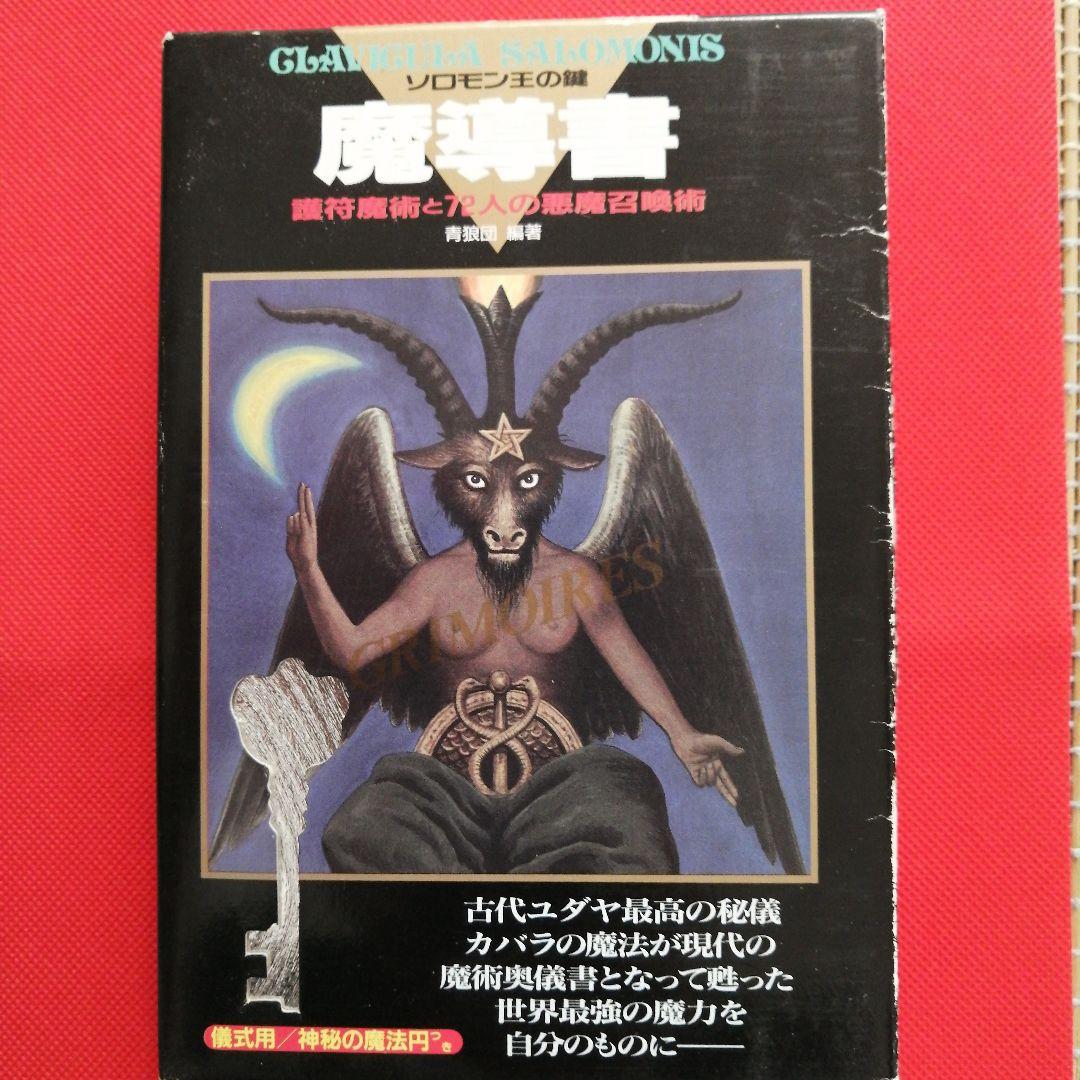 CLAVICULA SALOMONIS
ソロモン王の鍵
魔導書
護符魔術と72人の悪魔召喚術
青狼団 編著
GRIMOIRES
古代ユダヤ最高の秘儀
カバラの魔法が現代の
魔術奥儀書となって甦った
世界最強の魔力を
自分のものに――
儀式用／神秘の魔法円つき